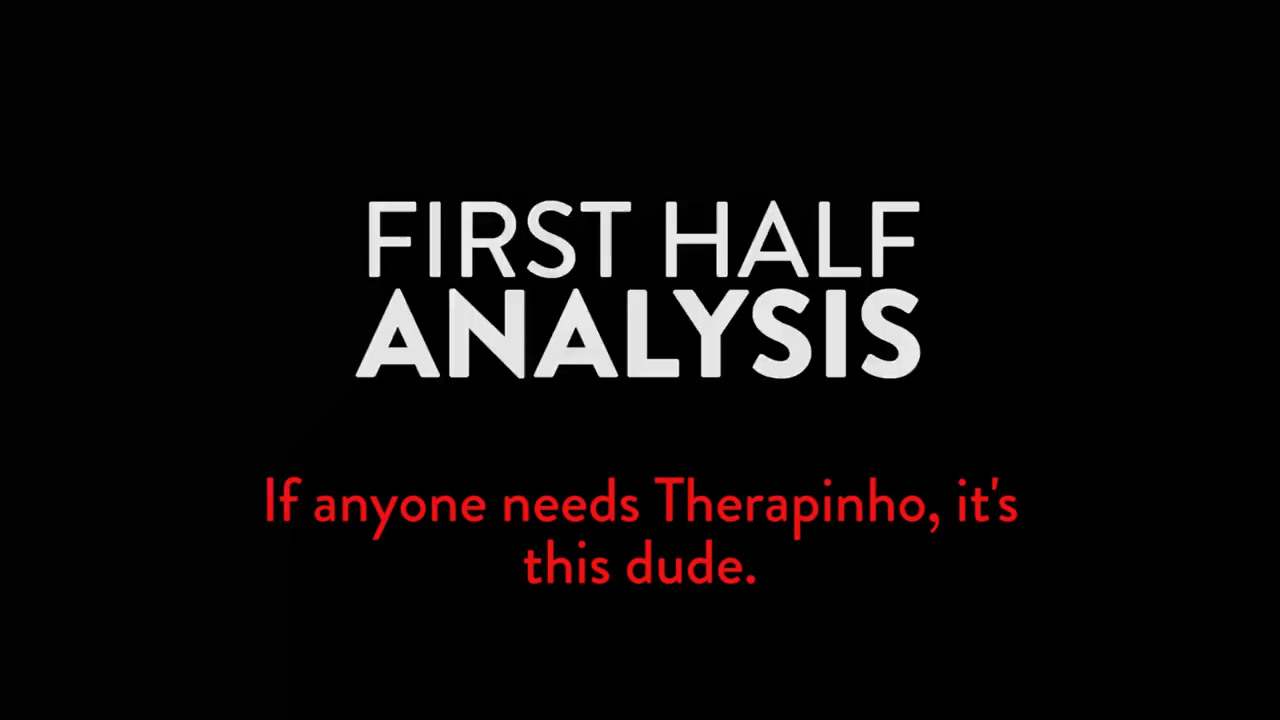 FIRST HALF
ANALYSIS
If anyone needs Therapinho, it's
this dude.